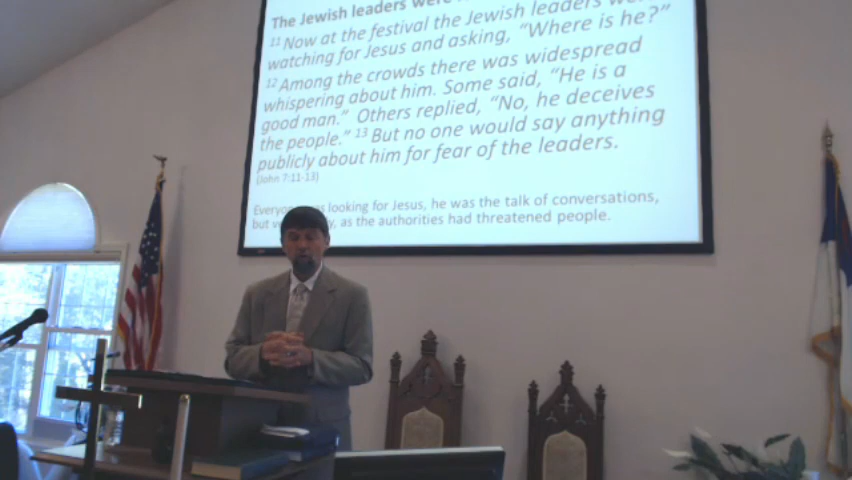 The Jewish leaders were
11 Now at the festival the Jewish leaders
watching for Jesus and asking, “Where is he?”
12 Among the crowds there was widespread
whispering about him. Some said, “He is a
good man.” Others replied, “No, he deceives
the people.” 13 But no one would say anything
publicly about him for fear of the leaders.
(John 7:11-13)
looking for Jesus, he was the talk of conversations,
but as the authorities had threatened people.